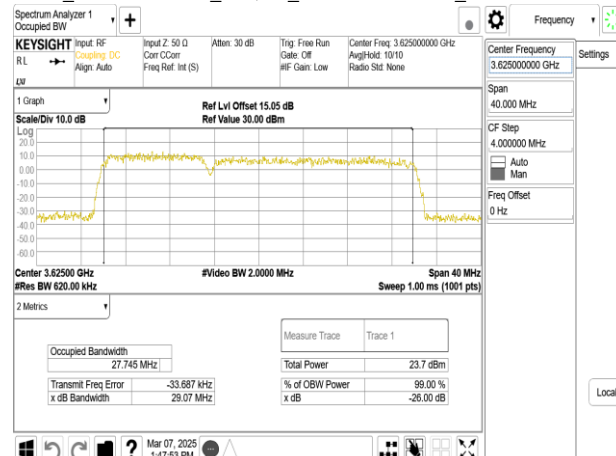 Spectrum Analyzer 1
Occupied BW
Frequency
KEYSIGHT
R L
Input: RF
Coupling: DC
Align: Auto
Input Z: 50 Ω
Corr CCorr
Freq Ref: Int (S)
Atten: 30 dB
Trig: Free Run
Gate: Off
#IF Gain: Low
Center Freq: 3.625000000 GHz
Avg|Hold: 10/10
Radio Std: None
Center Frequency
3.625000000 GHz
Settings
Span
40.000 MHz
CF Step
4.000000 MHz
Auto
Man
Freq Offset
0 Hz
Local
1 Graph
Scale/Div 10.0 dB
Ref Lvl Offset 15.05 dB
Ref Value 30.00 dBm
Log
20.0
10.0
0.00
-10.0
-20.0
-30.0
-40.0
-50.0
-60.0
Center 3.62500 GHz
#Video BW 2.0000 MHz
Span 40 MHz
#Res BW 620.00 kHz
Sweep 1.00 ms (1001 pts)
2 Metrics
Measure Trace
Trace 1
Occupied Bandwidth
27.745 MHz
Total Power
23.7 dBm
Transmit Freq Error
-33.687 kHz
% of OBW Power
99.00 %
x dB Bandwidth
29.07 MHz
x dB
-26.00 dB
Mar 07, 2025
1:47:53 PM